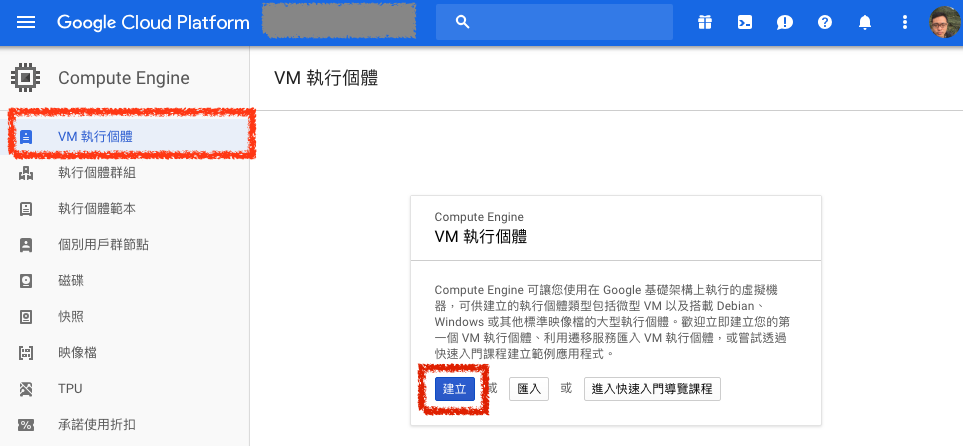 Google Cloud Platform
Compute Engine
VM 執行個體
VM 執行個體
執行個體群組
執行個體範本
個別用戶群節點
磁碟
快照
映像檔
TPU
承諾使用折扣
Compute Engine
VM 執行個體
Compute Engine 可讓您使用在 Google 基礎架構上執行的虛擬機
器，可供建立的執行個體類型包括微型 VM 以及搭載 Debian、
Windows 或其他標準映像檔的大型執行個體。歡迎立即建立您的第
一個 VM 執行個體、利用遷移服務匯入 VM 執行個體，或嘗試透過
快速入門課程建立範例應用程式。
建立 或 匯入 或 進入快速入門導覽課程